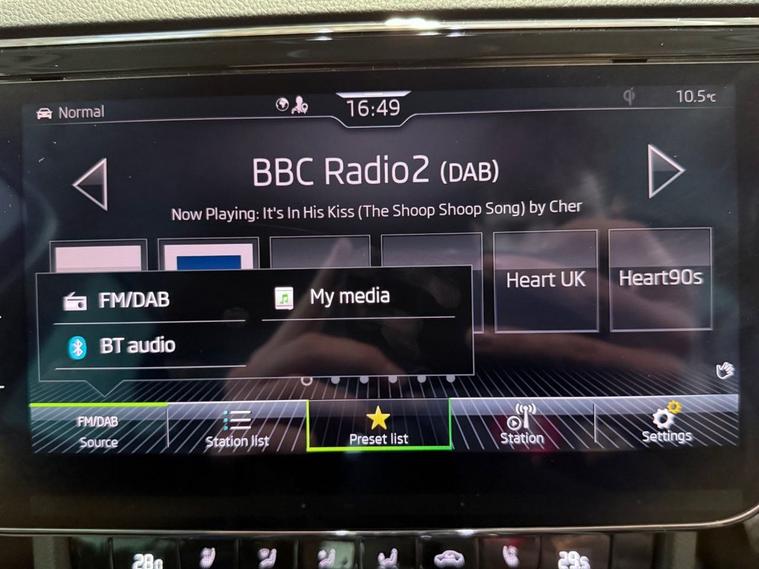 Normal
16:49
10.5°C
BBC Radio2 (DAB)
Now Playing: It's In His Kiss (The Shoop Shoop Song) by Cher
Heart UK
Heart90s
FM/DAB
My media
BT audio
FM/DAB
Source
Station list
Preset list
Station
Settings